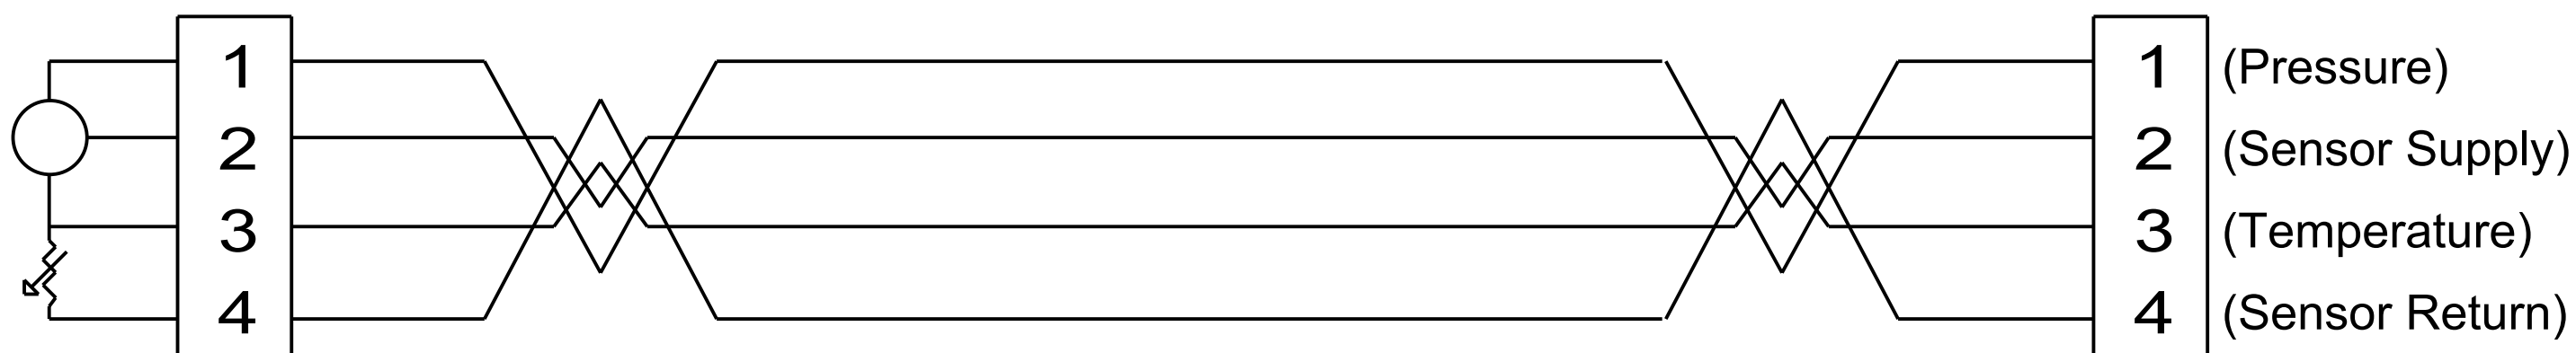 1 1 (Pressure)
2 2 (Sensor Supply)
3 3 (Temperature)
4 4 (Sensor Return)